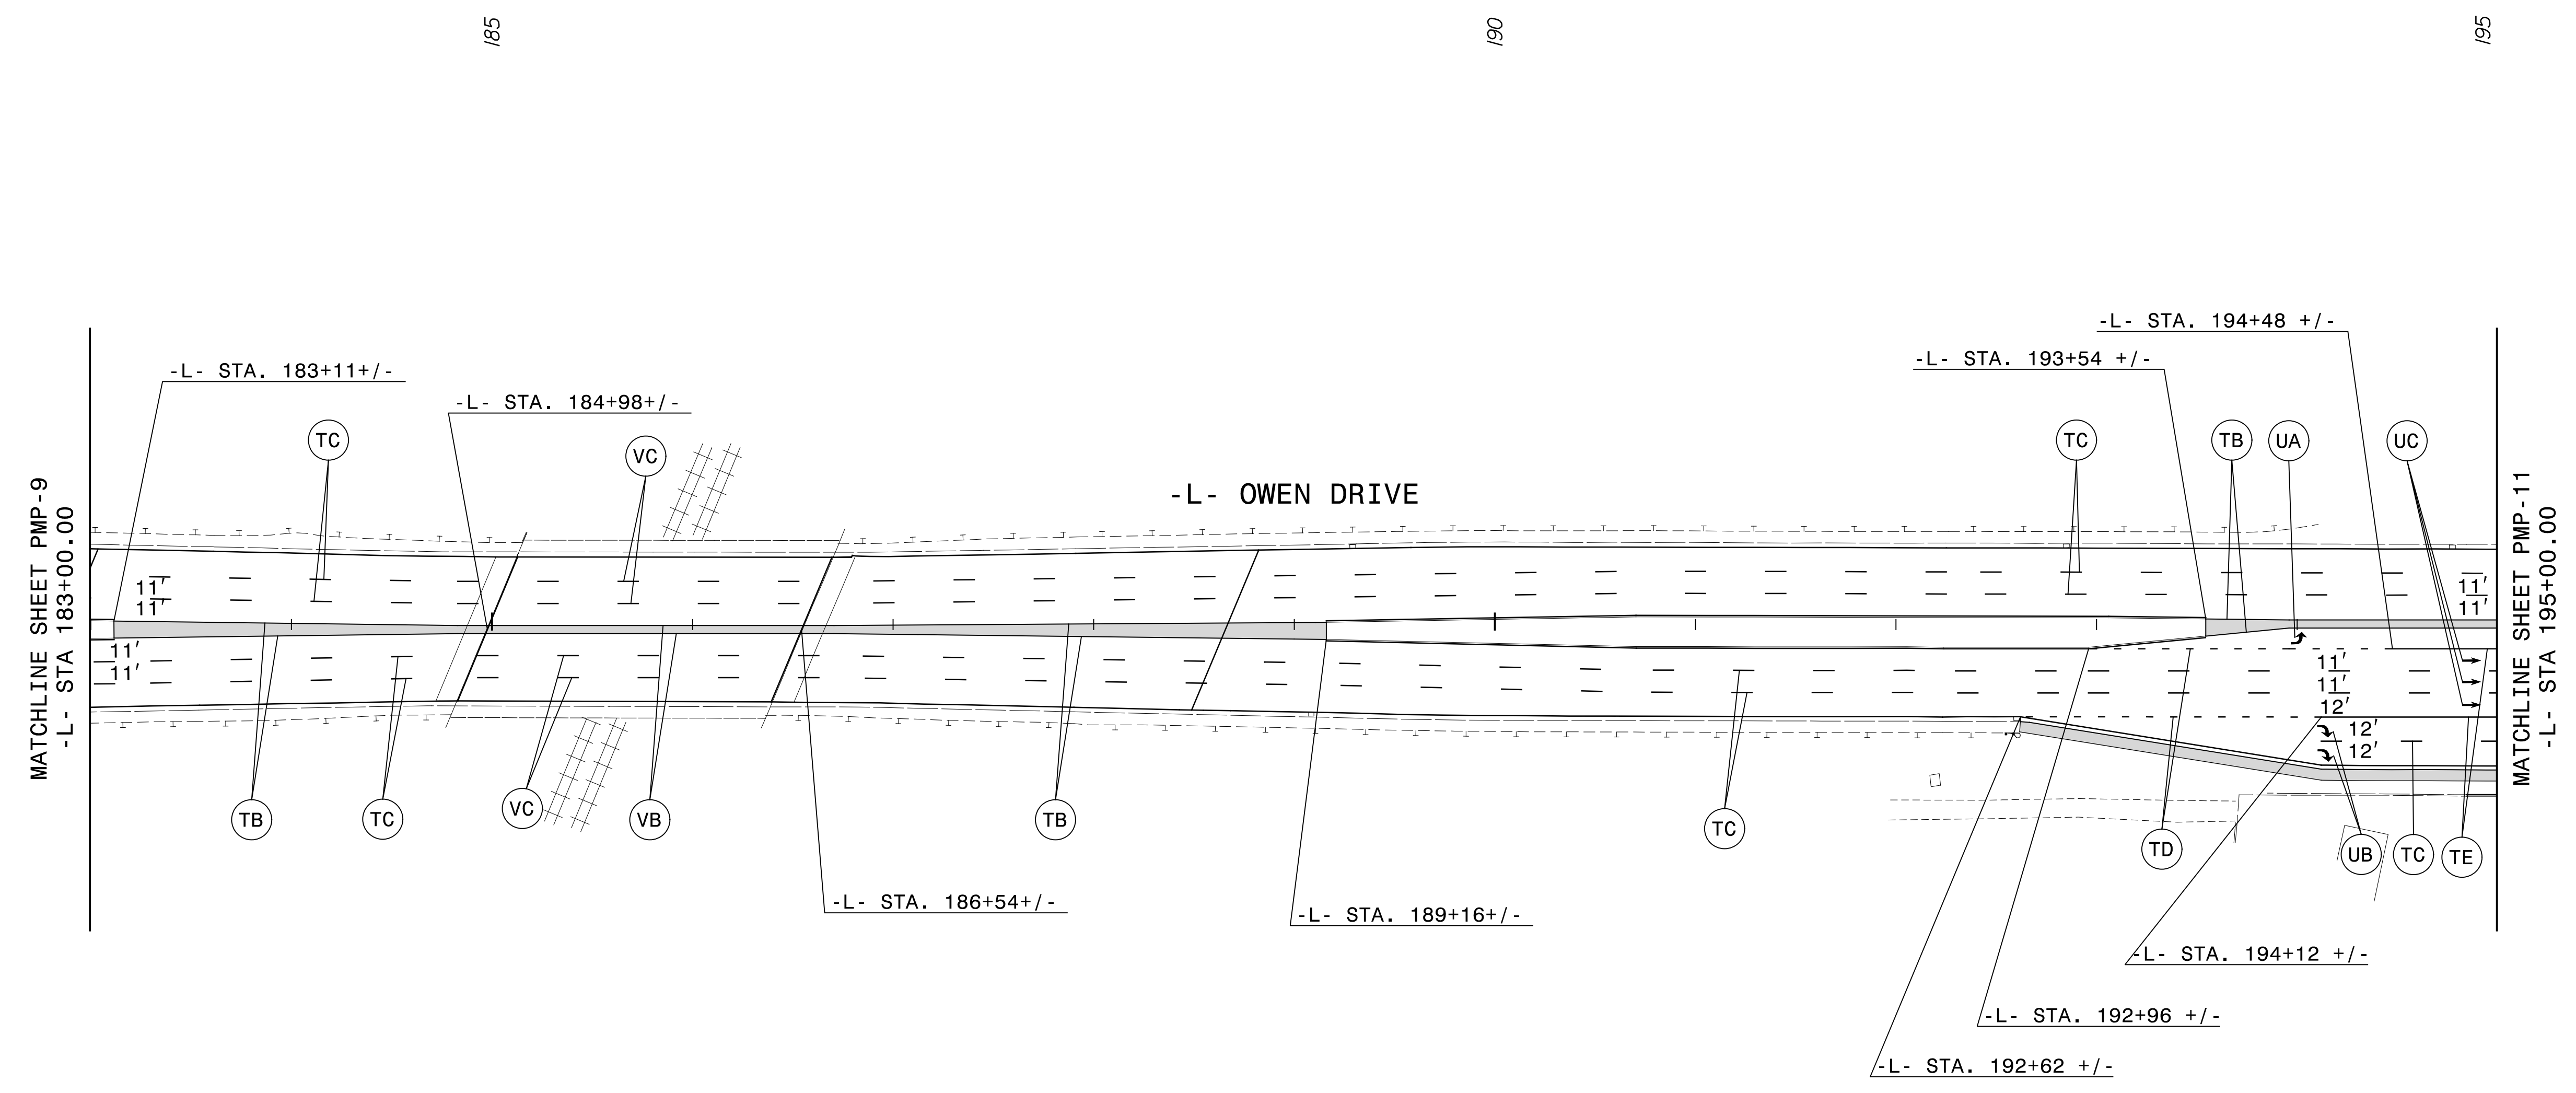 185
190
195
-L- STA. 194+48 +/-
-L- STA. 193+54 +/-
-L- STA. 183+11+/-
-L- STA. 184+98+/-
TC
VC
TC
TB
UA
UC
-L- OWEN DRIVE
MATCHLINE SHEET PMP-9
-L- STA 183+00.00
MATCHLINE SHEET PMP-11
-L- STA 195+00.00
11'
11'
11'
11'
11'
11'
11'
11'
12'
12'
12'
TB
TC
VC
VB
TB
TC
TD
UB
TC
TE
-L- STA. 186+54+/-
-L- STA. 189+16+/-
-L- STA. 194+12 +/-
-L- STA. 192+96 +/-
-L- STA. 192+62 +/-